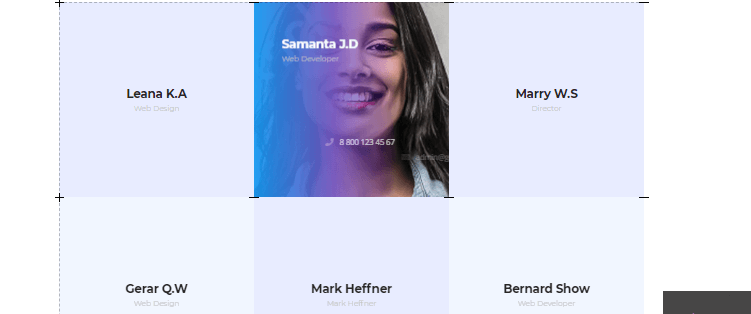 Samanta J.D
Web Developer
Leana K.A
Web Design
Marry W.S
Director
8 800 123 45 67
Gerar Q.W
Web Design
Mark Heffner
Mark Heffner
Bernard Show
Web Developer